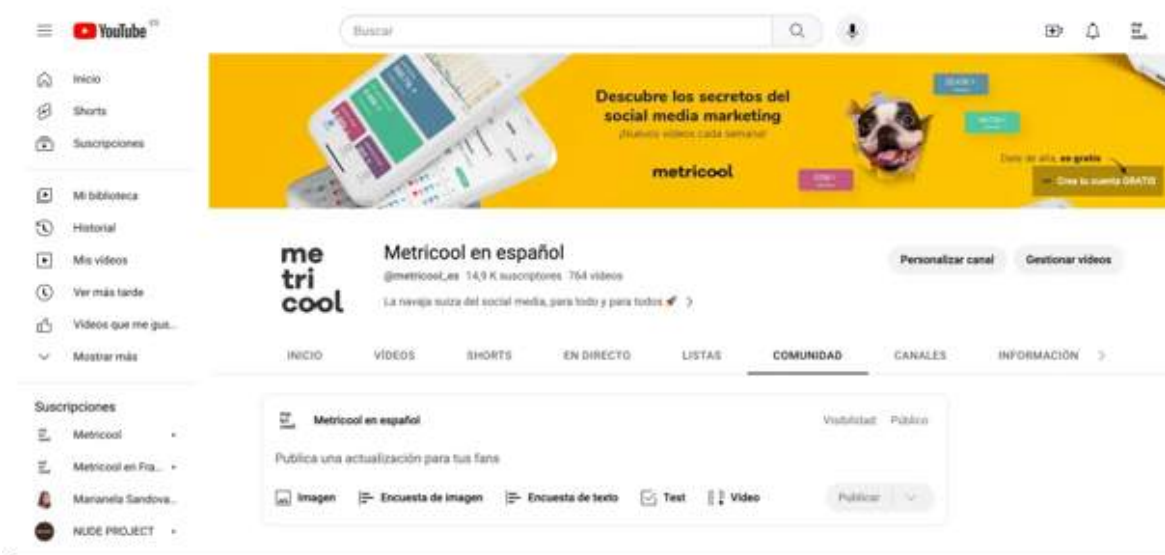 YouTube ES
Buscar
Inicio
Shorts
Suscripciones
Mi biblioteca
Historial
Mis vídeos
Ver más tarde
Vídeos que me gus...
Mostrar más
Suscripciones
Metricool
Metricool en Fra...
Marianela Sandova...
NUDE PROJECT
Descubre los secretos del
social media marketing
¡Nuevos vídeos cada semana!
metricool
Date de alta, es gratis
Crea tu cuenta GRATIS
me
tri
cool
Metricool en español
@metricool_es 14,9 K suscriptores 764 vídeos
La navaja suiza del social media, para todo y para todos 🚀 >
Personalizar canal Gestionar vídeos
INICIO VÍDEOS SHORTS EN DIRECTO LISTAS COMUNIDAD CANALES INFORMACIÓN >
Metricool en español
Visibilidad: Público
Publica una actualización para tus fans
Imagen Encuesta de imagen Encuesta de texto Test Vídeo Publicar